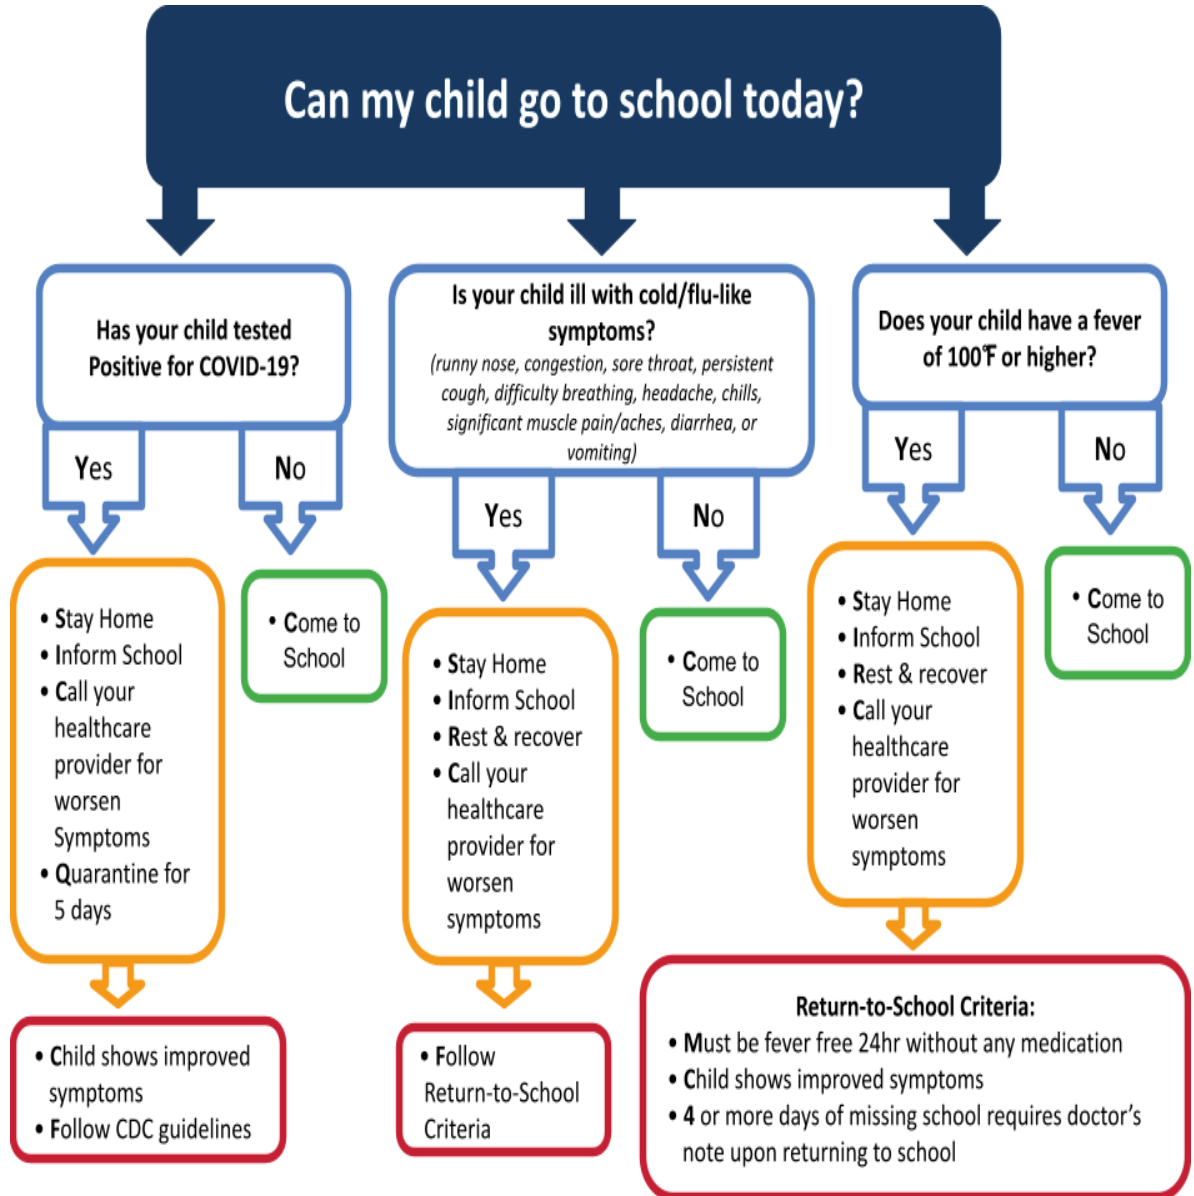 Can my child go to school today?
Has your child tested
Positive for COVID-19?
Yes
No
• Stay Home
• Inform School
• Call your
healthcare
provider for
worsen
Symptoms
• Quarantine for
5 days
• Come to
School
• Child shows improved
symptoms
• Follow CDC guidelines
Is your child ill with cold/flu-like
symptoms?
(runny nose, congestion, sore throat, persistent
cough, difficulty breathing, headache, chills,
significant muscle pain/aches, diarrhea, or
vomiting)
Yes
No
• Stay Home
• Inform School
• Rest & recover
• Call your
healthcare
provider for
worsen
symptoms
• Come to
School
• Follow
Return-to-School
Criteria
Does your child have a fever
of 100°F or higher?
Yes
No
• Stay Home
• Inform School
• Rest & recover
• Call your
healthcare
provider for
worsen
symptoms
• Come to
School
Return-to-School Criteria:
• Must be fever free 24hr without any medication
• Child shows improved symptoms
• 4 or more days of missing school requires doctor's
note upon returning to school